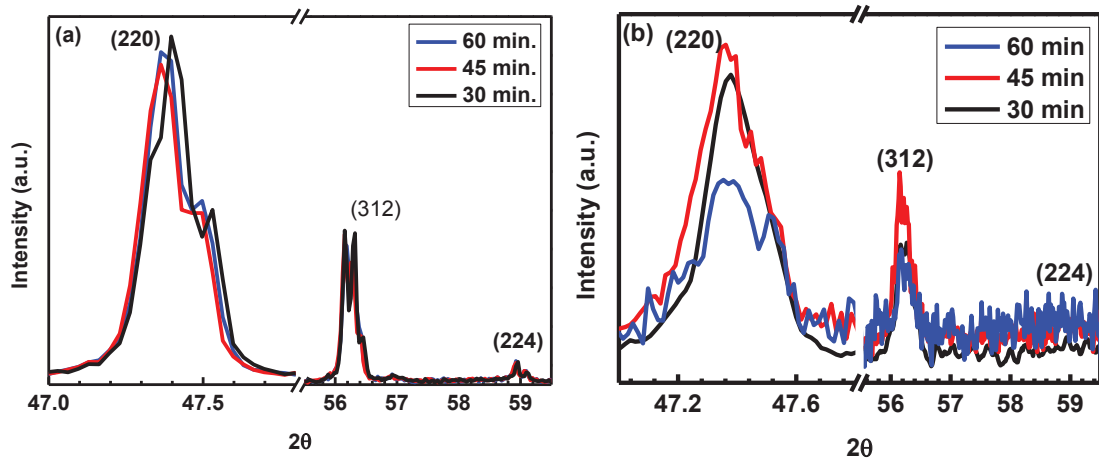 (a)
(220)
60 min.
45 min.
30 min.
(312)
(224)
Intensity (a.u.)
47.0
47.5
56
57
58
59
2θ
(b)
(220)
60 min
45 min
30 min
(312)
(224)
Intensity (a.u.)
47.2
47.6
56
57
58
59
2θ